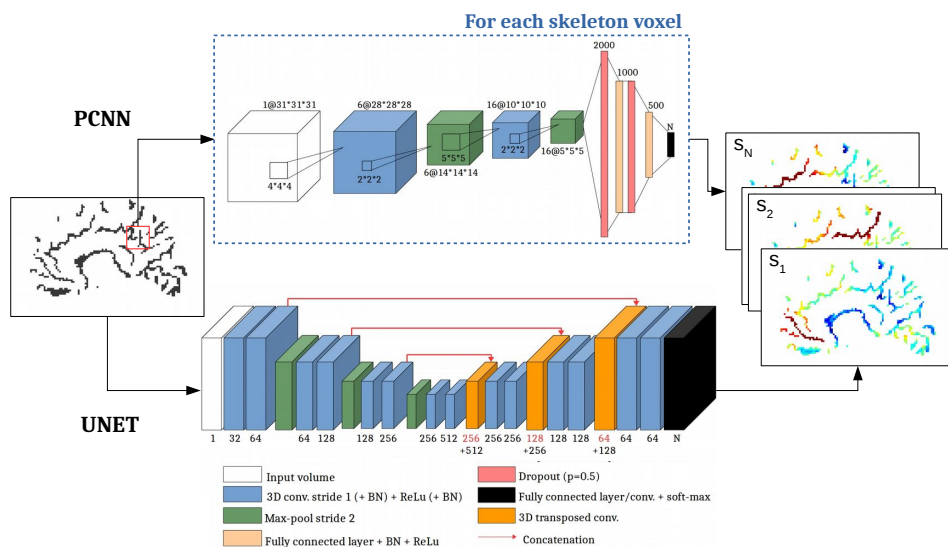 For each skeleton voxel
PCNN
1@31*31*31
4*4*4
6@28*28*28
2*2*2
5*5*5
6@14*14*14
16@10*10*10
2*2*2
16@5*5*5
2000
1000
500
N
S_N
S_2
S_1
UNET
1 32 64 64 128 128 256 256 512 256 256 256 128 128 128 64 64 64 N
+512 +256 +128
Input volume
3D conv. stride 1 (+ BN) + ReLu (+ BN)
Max-pool stride 2
Fully connected layer + BN + ReLu
Dropout (p=0.5)
Fully connected layer/conv. + soft-max
3D transposed conv.
Concatenation